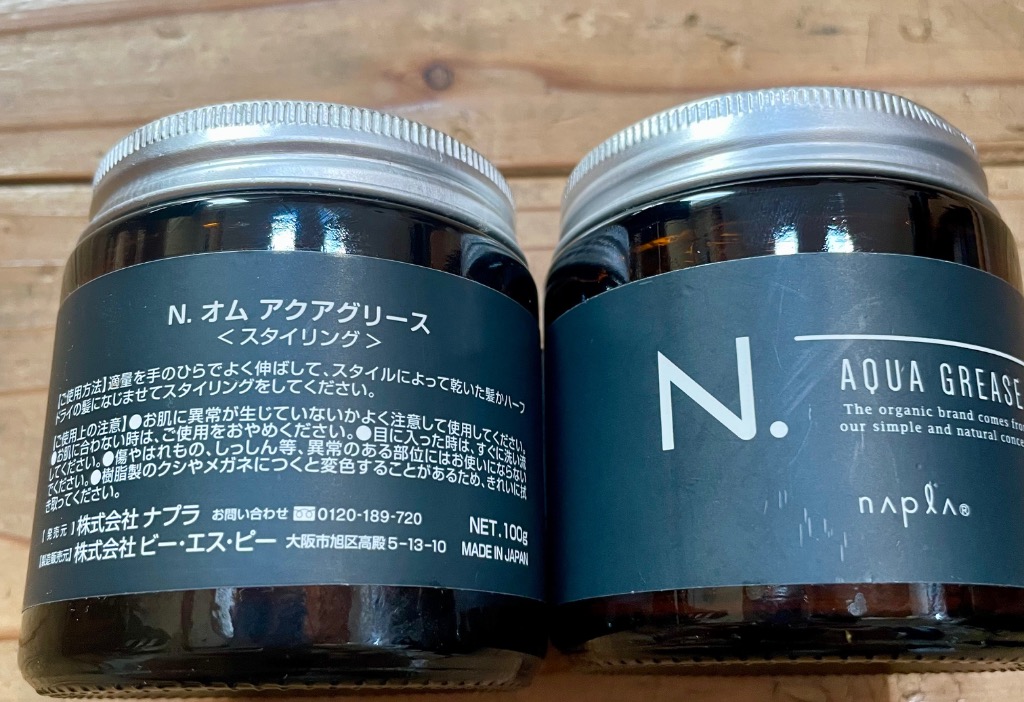 N. オム アクアグリース
＜スタイリング＞
【ご使用方法】適量を手のひらでよく伸ばして、スタイルによって乾いた髪かハーフ
ドライの髪になじませてスタイリングをしてください。
【ご使用上の注意】●お肌に異常が生じていないかよく注意して使用してください。
●お肌に合わない時は、ご使用をおやめください。●目に入った時は、すぐに洗い流
してください。●傷やはれもの、しっしん等、異常のある部位にはお使いにならない
でください。●樹脂製のクシやメガネにつくと変色することがあるため、きれいに拭
き取ってください。
[発売元] 株式会社 ナプラ お問い合わせ 0120-189-720
[製造販売元] 株式会社 ビー・エス・ピー 大阪市旭区高殿5-13-10
NET.100g
MADE IN JAPAN
N.
AQUA GREASE
The organic brand comes
our simple and natural
napla®